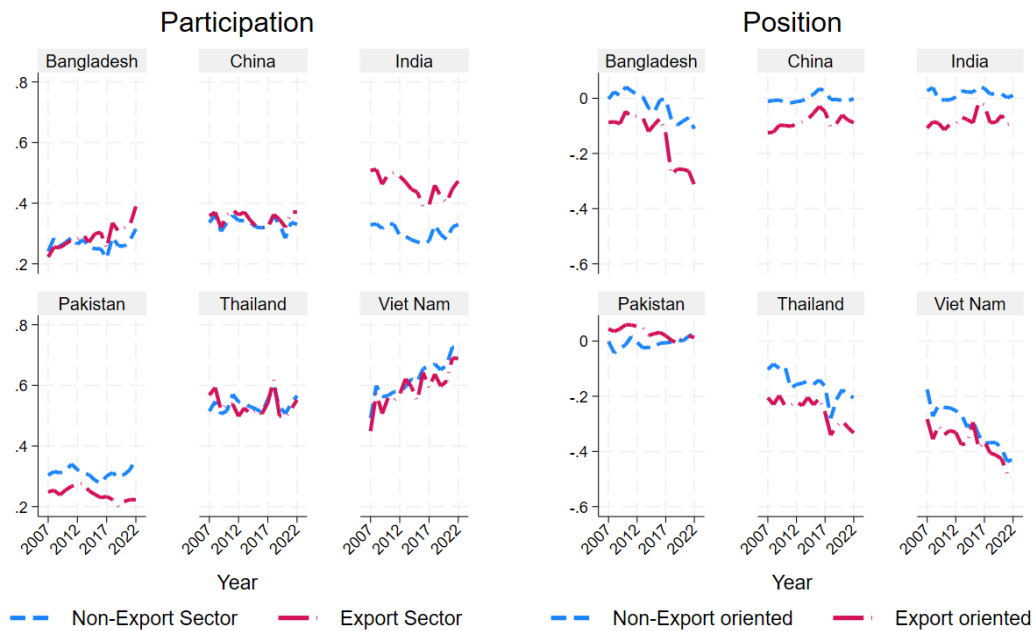 Participation
Bangladesh China India
.8
.6
.4
.2
Pakistan Thailand Viet Nam
.8
.6
.4
.2
2007 2012 2017 2022 2007 2012 2017 2022 2007 2012 2017 2022
Year
Non-Export Sector Export Sector
Position
Bangladesh China India
0
-.2
-.4
-.6
Pakistan Thailand Viet Nam
0
-.2
-.4
-.6
2007 2012 2017 2022 2007 2012 2017 2022 2007 2012 2017 2022
Year
Non-Export oriented Export oriented